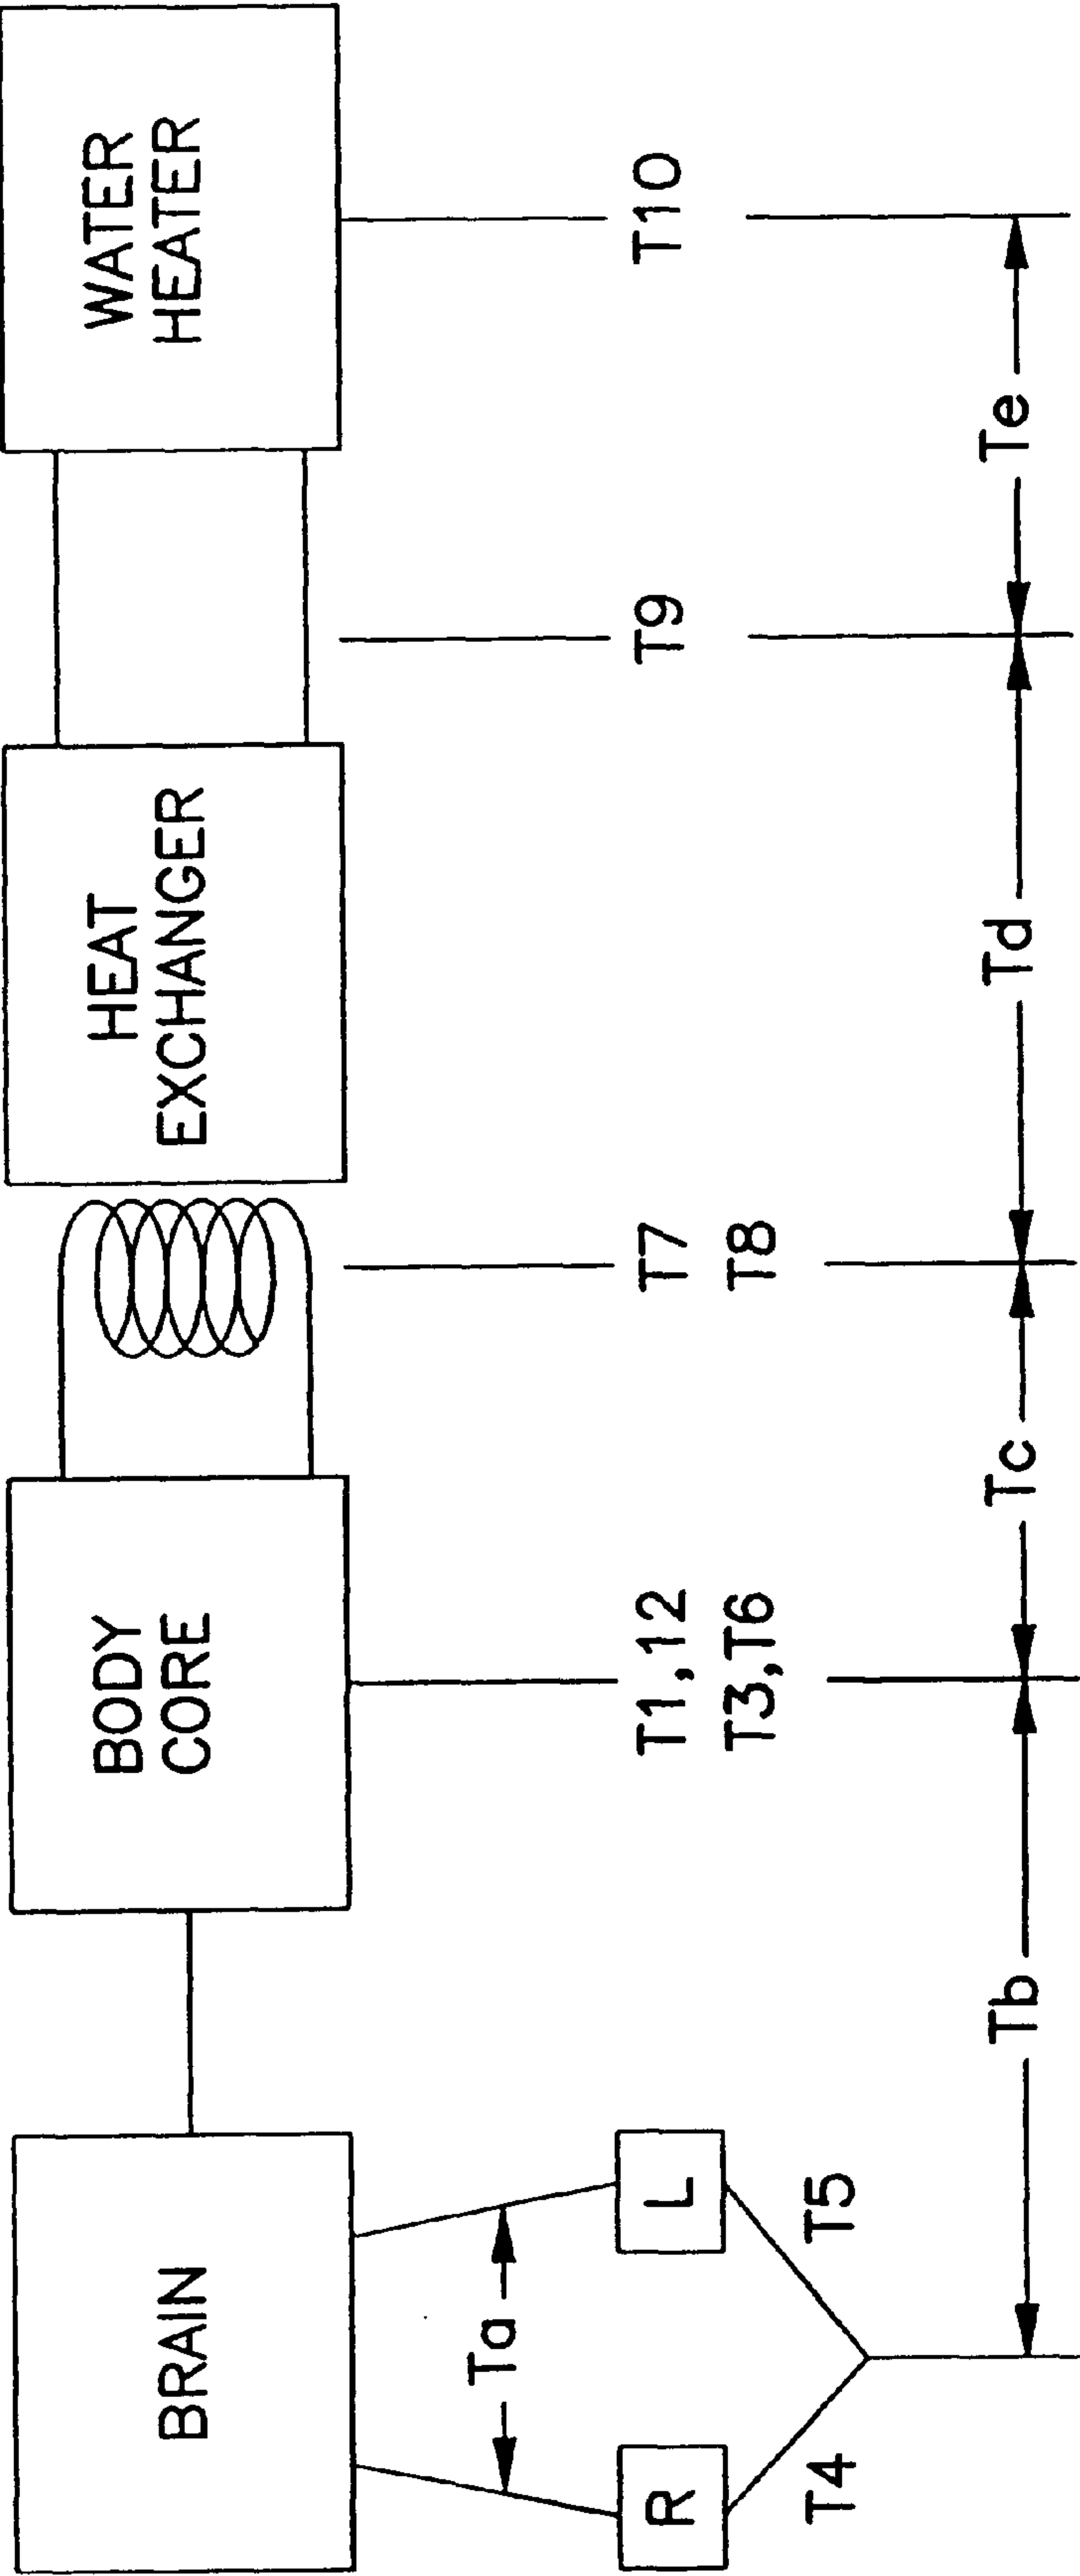 BRAIN
BODY
CORE
HEAT
EXCHANGER
WATER
HEATER
Ta
R
L
T4
T5
T1,12
T3,T6
T7
T8
T9
T10
Tb
Tc
Td
Te